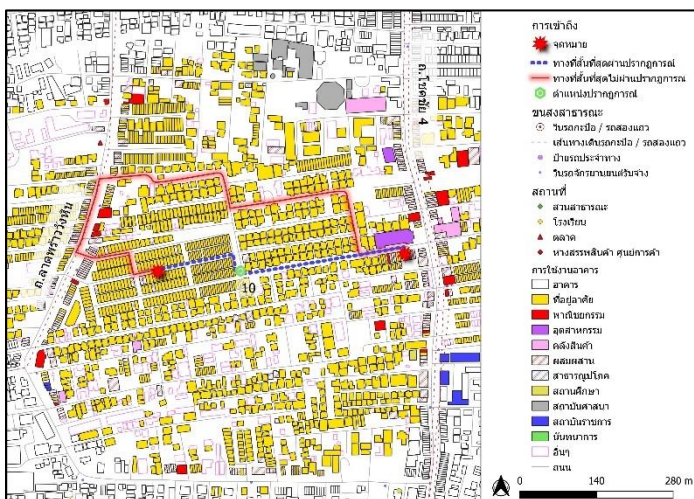 ถ.ลาดพร้าววังหิน
ถ.โชคชัย 4
10
การเข้าถึง
จุดหมาย
ทางที่สั้นที่สุดผ่านปรากฏการณ์
ทางที่สั้นที่สุดไม่ผ่านปรากฏการณ
ตำแหน่งปรากฏการณ์
ขนส่งสาธารณะ
วินรถกะป๊อ / รถสองแถว
เส้นทางเดินรถกะป๊อ / รถสองแถว
ป้ายรถประจำทาง
วินรถจักรยานยนต์รับจ้าง
สถานที่
สวนสาธารณะ
โรงเรียน
ตลาด
ห้างสรรพสินค้า ศูนย์การค้า
การใช้งานอาคาร
อาคาร
ที่อยู่อาศัย
พาณิชยกรรม
อุตสาหกรรม
คลังสินค้า
ผสมผสาน
สาธารณูปโภค
สถานศึกษา
สถาบันศาสนา
สถาบันราชการ
นันทนาการ
อื่นๆ
ถนน
0 140 280 m